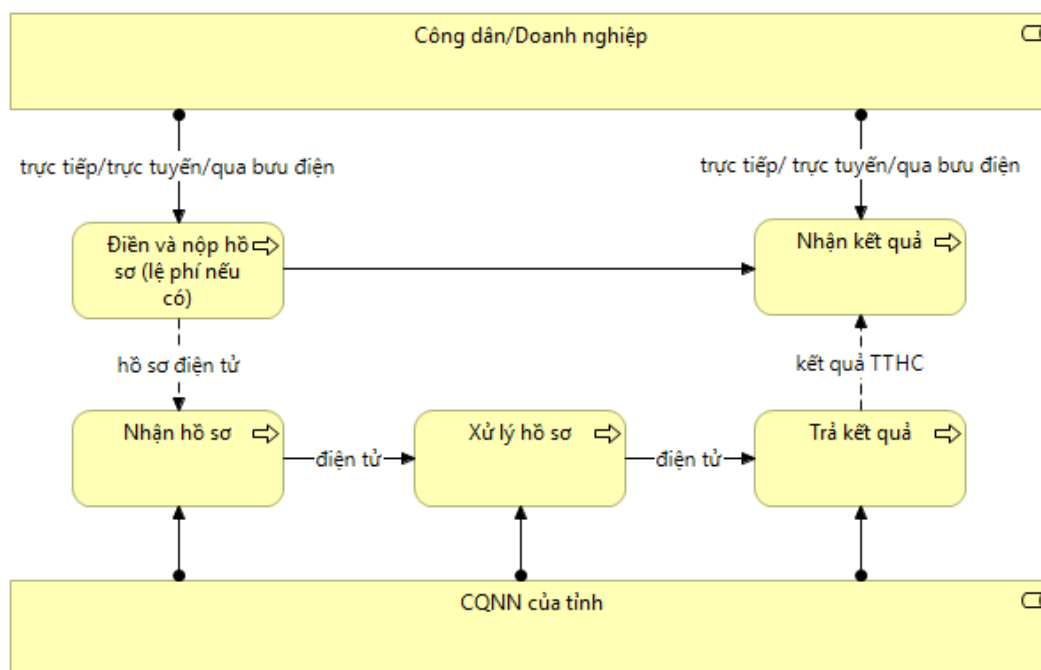 Công dân/Doanh nghiệp
trực tiếp/trực tuyến/qua bưu điện
trực tiếp/ trực tuyến/qua bưu điện
Điền và nộp hồ
sơ (lệ phí nếu
có)
Nhận kết quả
hồ sơ điện tử
kết quả TTHC
Nhận hồ sơ
điện tử
Xử lý hồ sơ
điện tử
Trả kết quả
CQNN của tỉnh